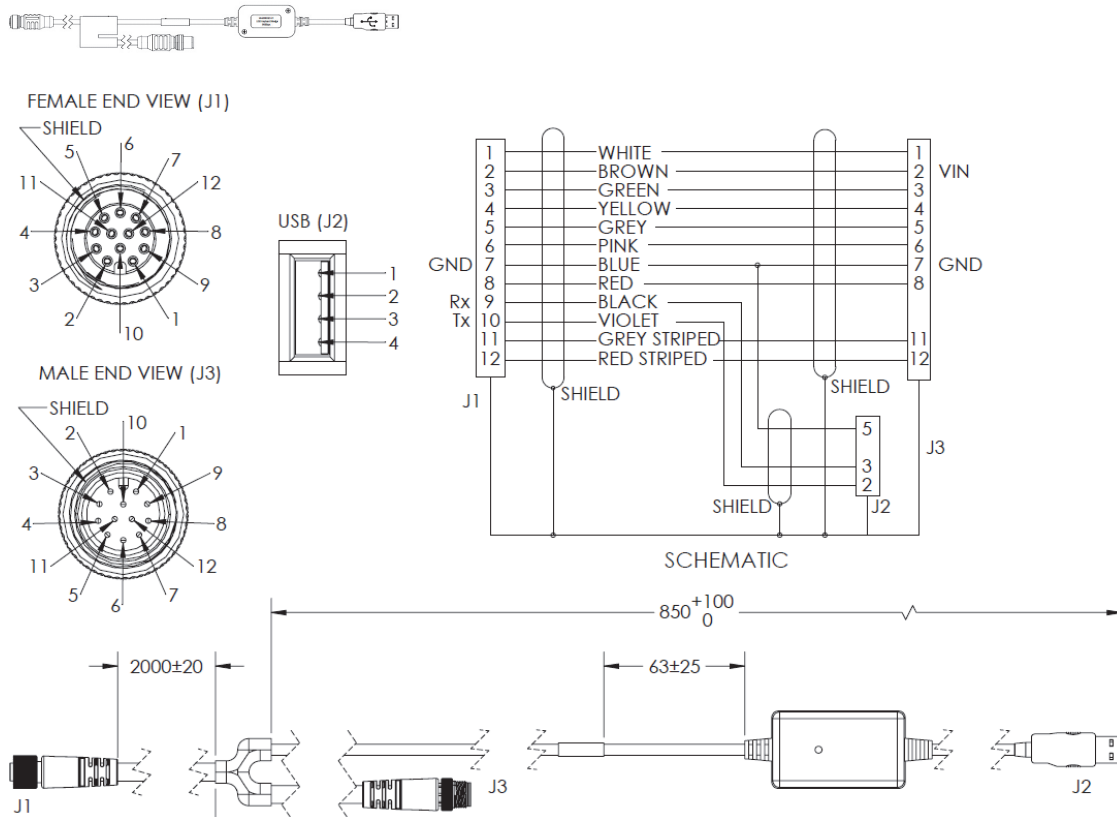 FEMALE END VIEW (J1)
SHIELD
6
5
7
11
12
4
8
3
9
2
1
10
USB (J2)
1
2
3
4
MALE END VIEW (J3)
SHIELD
10
2
1
3
9
4
8
11
12
5
7
6
1 WHITE 1
2 BROWN 2 VIN
3 GREEN 3
4 YELLOW 4
5 GREY 5
6 PINK 6
GND 7 BLUE 7 GND
8 RED 8
Rx 9 BLACK
Tx 10 VIOLET
11 GREY STRIPED 11
12 RED STRIPED 12
J1
SHIELD
SHIELD
5
3
2
J3
SHIELD
J2
SCHEMATIC
850 +100
0
2000±20
63±25
J1
J3
J2